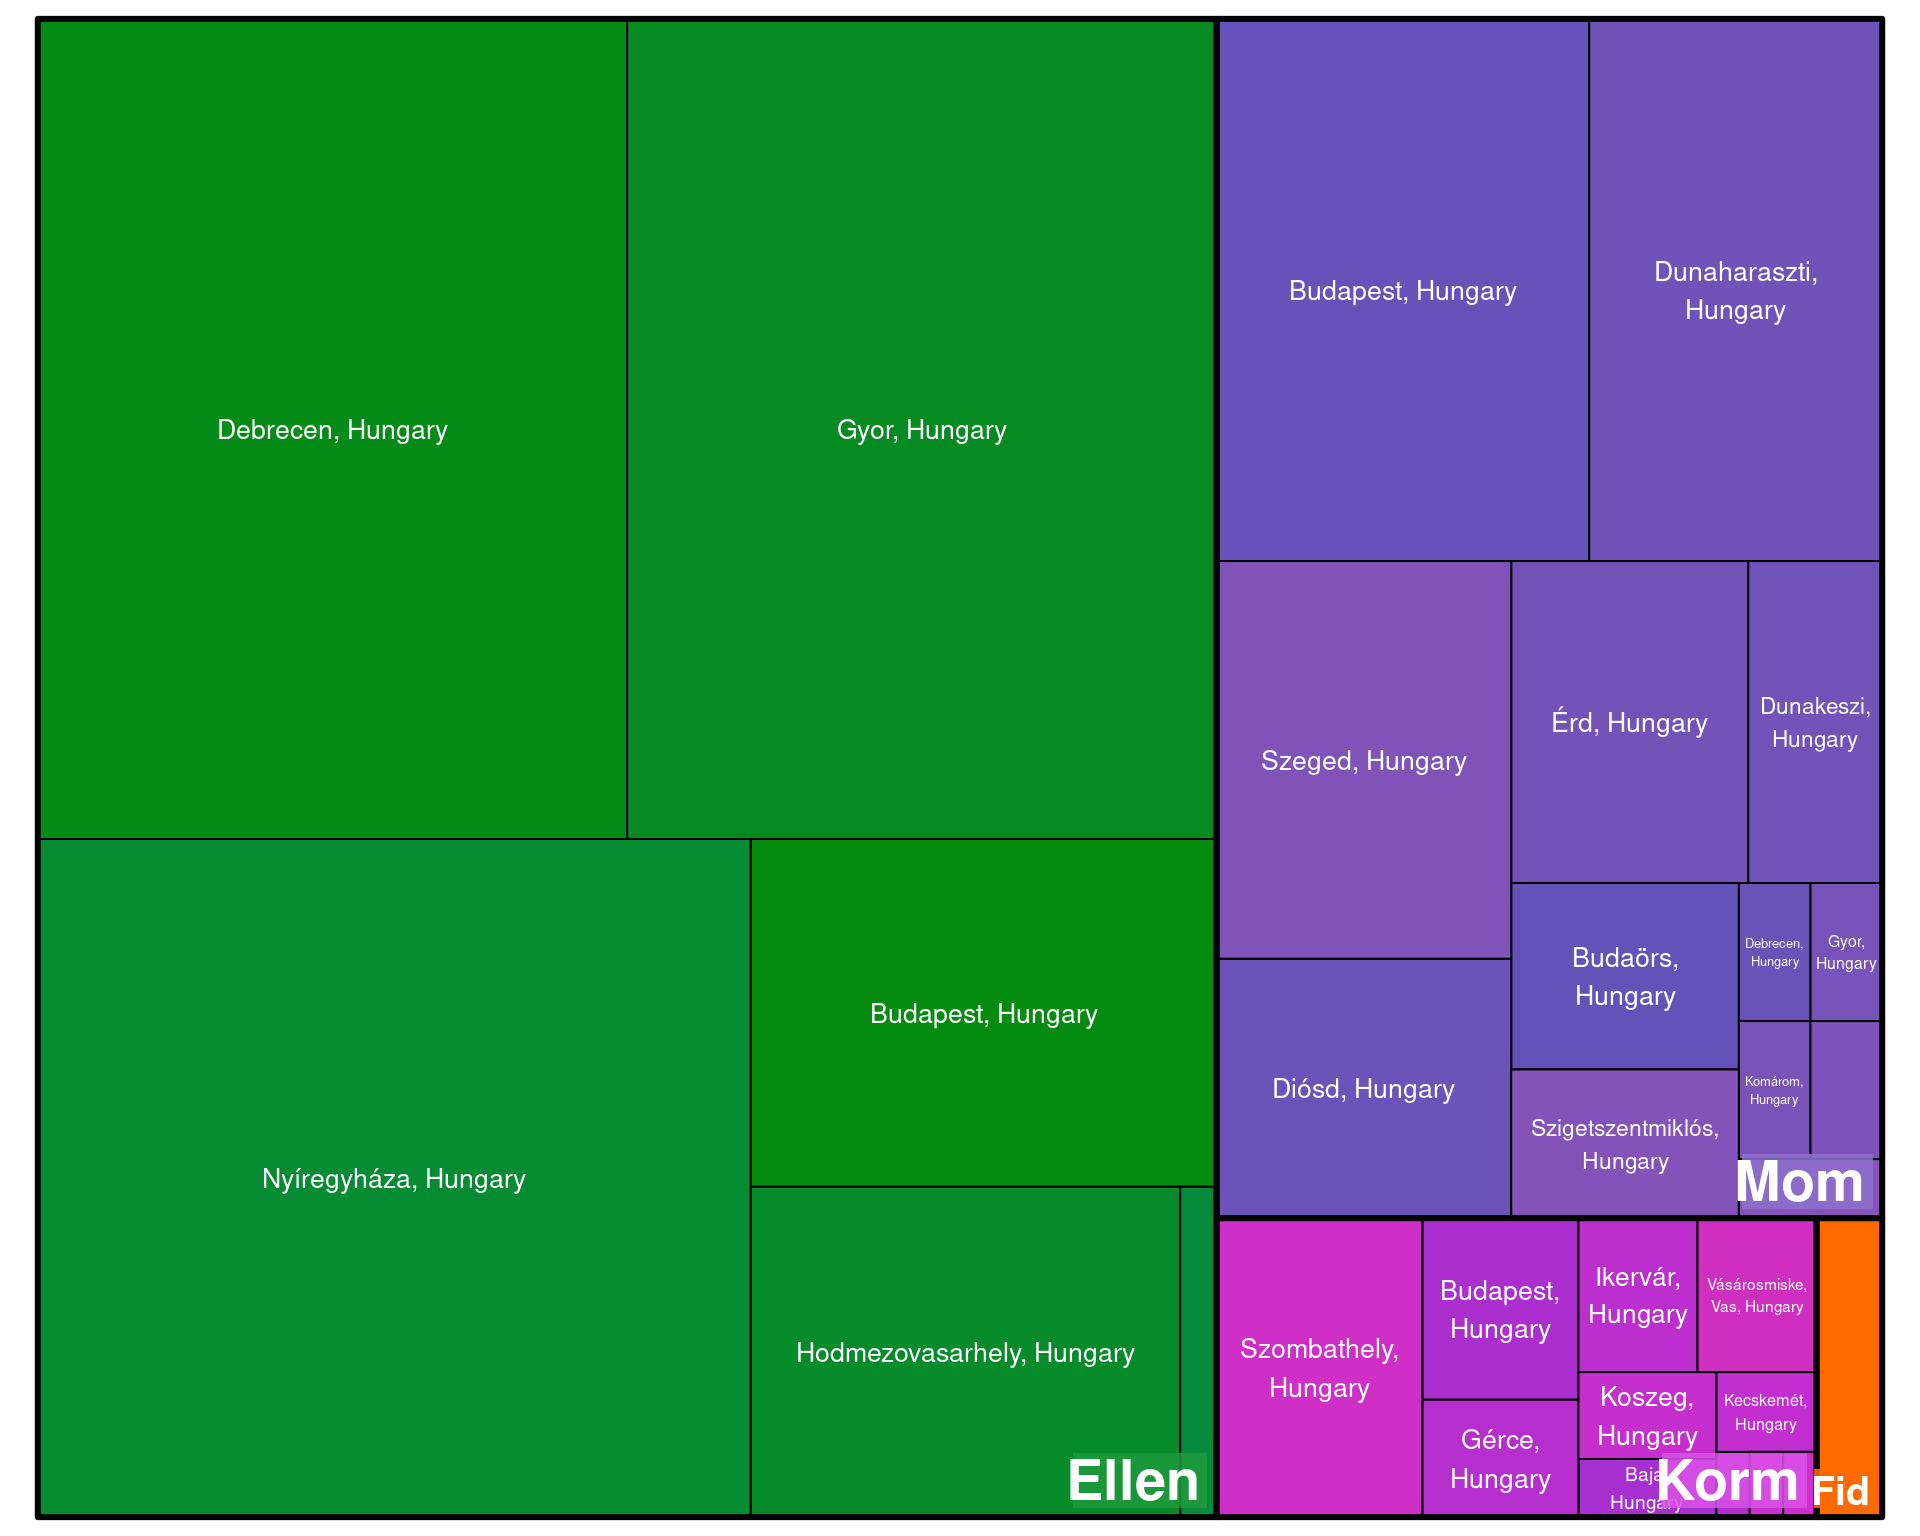 Debrecen, Hungary
Gyor, Hungary
Nyíregyháza, Hungary
Budapest, Hungary
Hodmezovasarhely, Hungary
Ellen
Budapest, Hungary
Dunaharaszti,
Hungary
Szeged, Hungary
Érd, Hungary
Dunakeszi,
Hungary
Diósd, Hungary
Budaörs,
Hungary
Debrecen,
Hungary
Gyor,
Hungary
Komárom,
Hungary
Szigetszentmiklós,
Hungary
Mom
Szombathely,
Hungary
Budapest,
Hungary
Gérce,
Hungary
Ikervár,
Hungary
Vásárosmiske,
Vas, Hungary
Koszeg,
Hungary
Kecskemét,
Hungary
Baja,
Hungary
Korm
Fid